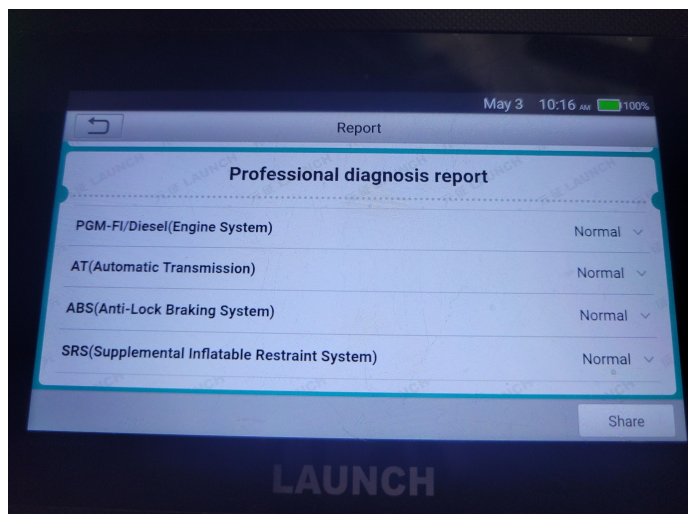 May 3 10:16 AM 100%
Report
Professional diagnosis report
PGM-FI/Diesel(Engine System) Normal
AT(Automatic Transmission) Normal
ABS(Anti-Lock Braking System) Normal
SRS(Supplemental Inflatable Restraint System) Normal
Share
LAUNCH